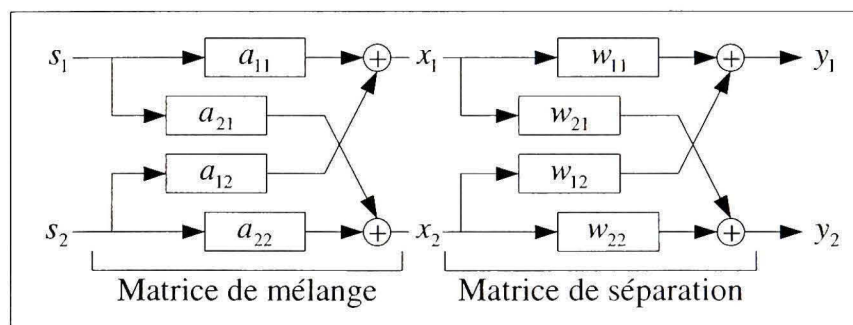 s₁ a₁₁ + x₁ w₁₁ + y₁
a₂₁ w₂₁
a₁₂ w₁₂
s₂ a₂₂ + x₂ w₂₂ + y₂
Matrice de mélange Matrice de séparation